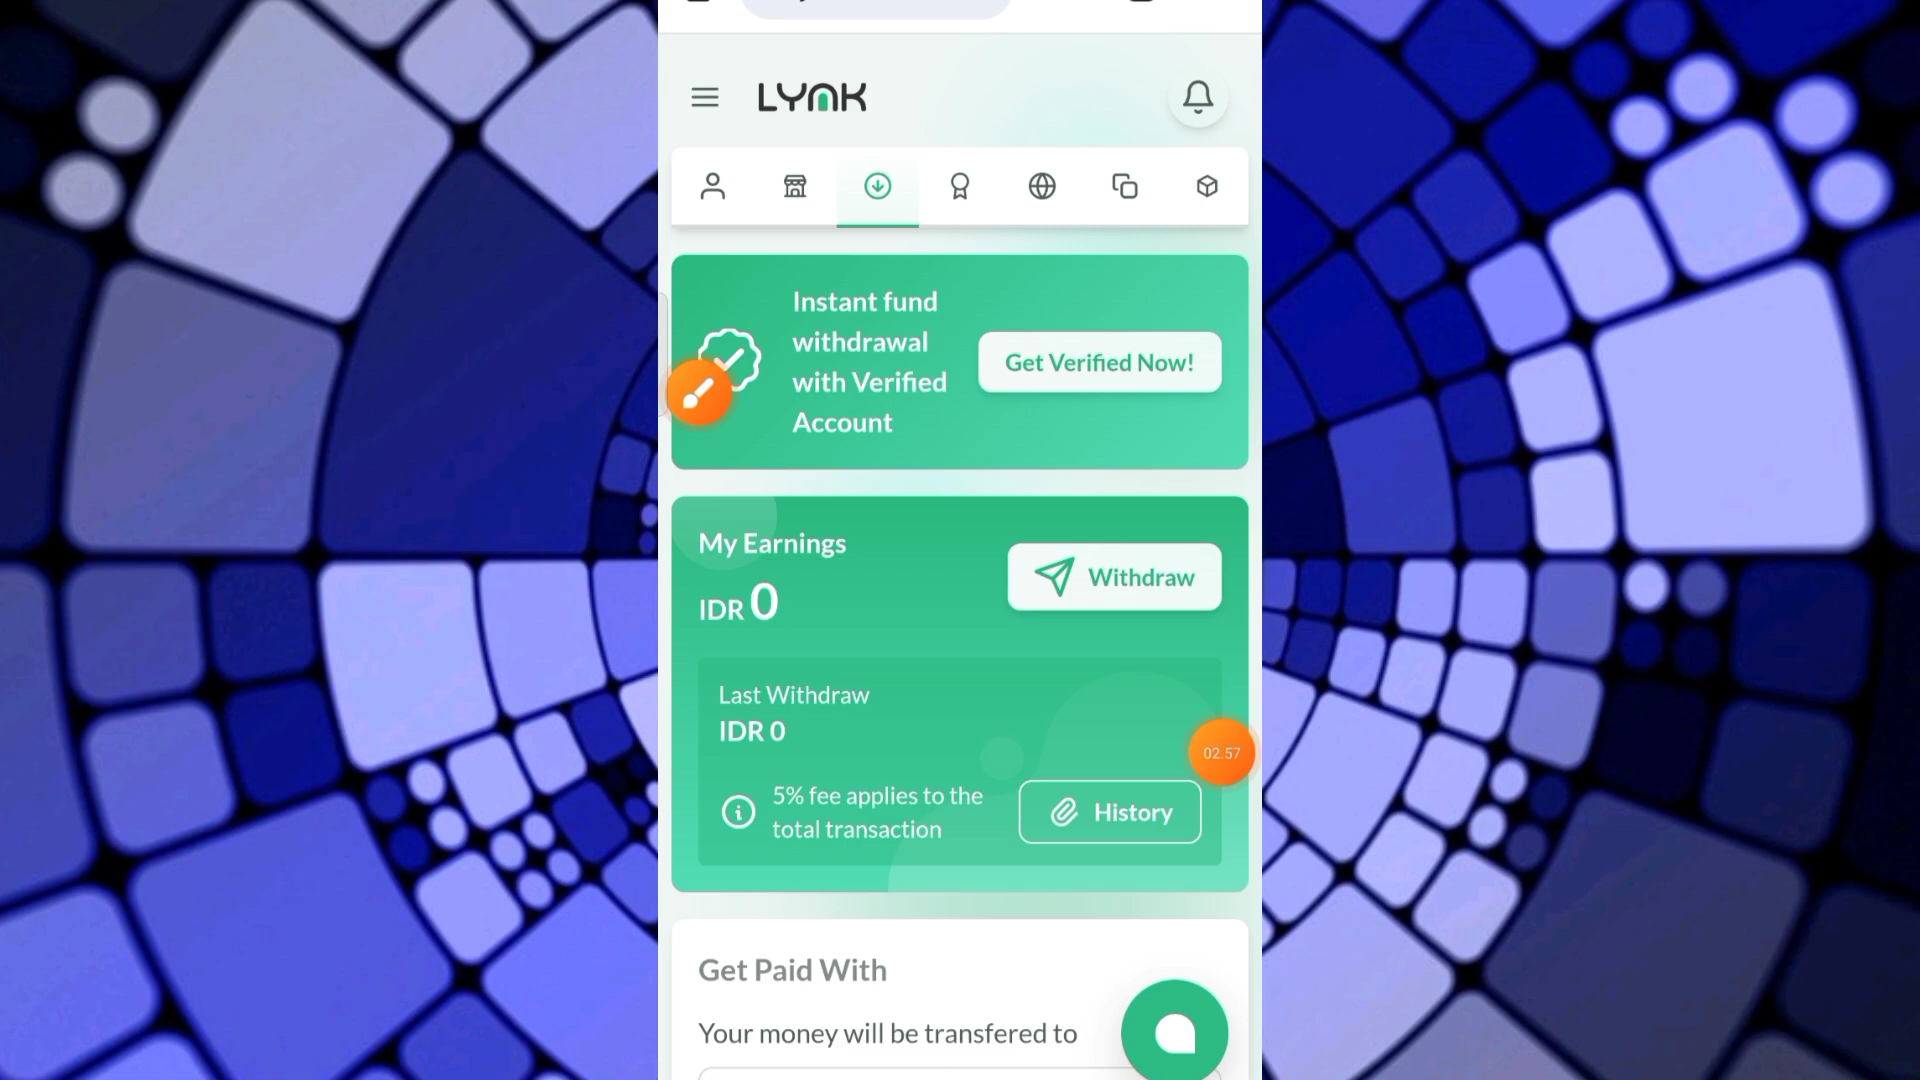 LYNK
Instant fund
withdrawal
with Verified
Account
Get Verified Now!
My Earnings
IDR 0
Withdraw
Last Withdraw
IDR 0
02.57
5% fee applies to the
total transaction
History
Get Paid With
Your money will be transfered to